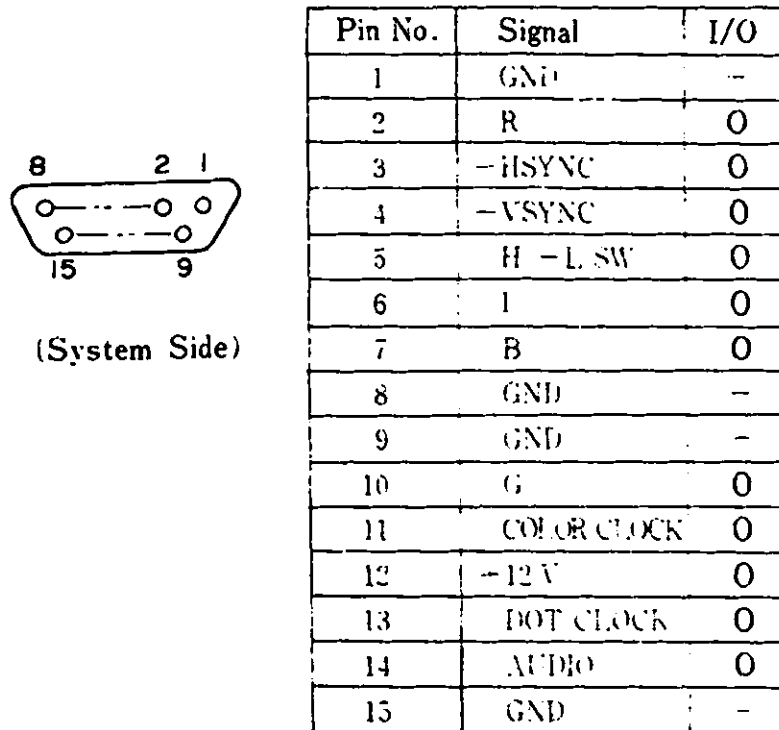 8 2 1
15 9
(System Side)
Pin No. Signal I/O
1 GND -
2 R O
3 -HSYNC O
4 -VSYNC O
5 H-L SW O
6 I O
7 B O
8 GND -
9 GND -
10 G O
11 COLOR CLOCK O
12 -12V O
13 DOT CLOCK O
14 AUDIO O
15 GND -